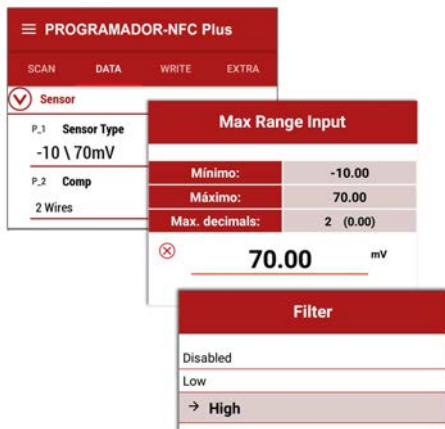 ≡ PROGRAMADOR-NFC Plus
SCAN DATA WRITE EXTRA
Sensor
P_1 Sensor Type
-10 \ 70mV
P_2 Comp
2 Wires
Max Range Input
Mínimo: -10.00
Máximo: 70.00
Max. decimals: 2 (0.00)
70.00 mV
Filter
Disabled
Low
→ High